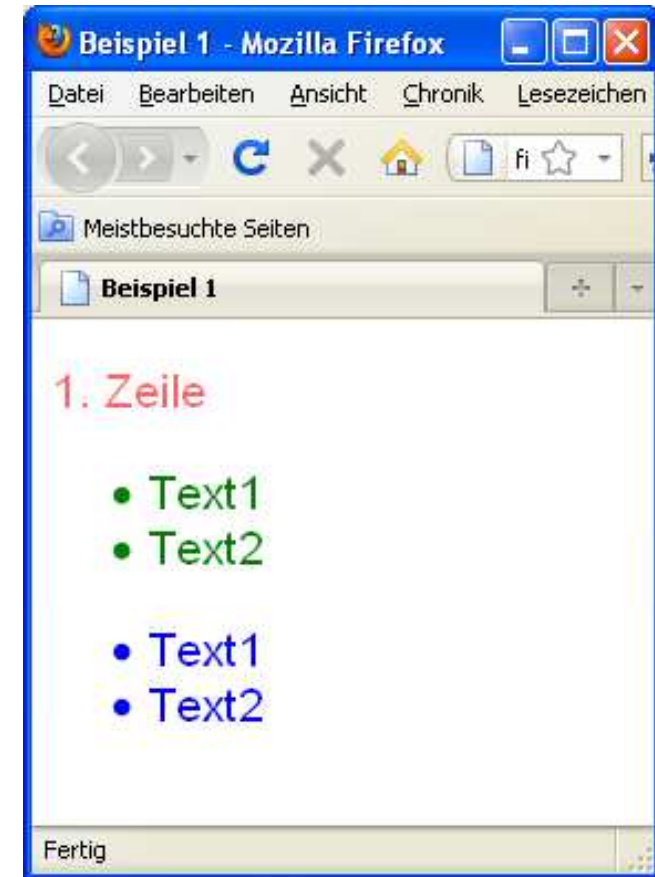 Beispiel 1 - Mozilla Firefox
Datei Bearbeiten Ansicht Chronik Lesezeichen
fi
Meistbesuchte Seiten
Beispiel 1
1. Zeile
• Text1
• Text2
• Text1
• Text2
Fertig